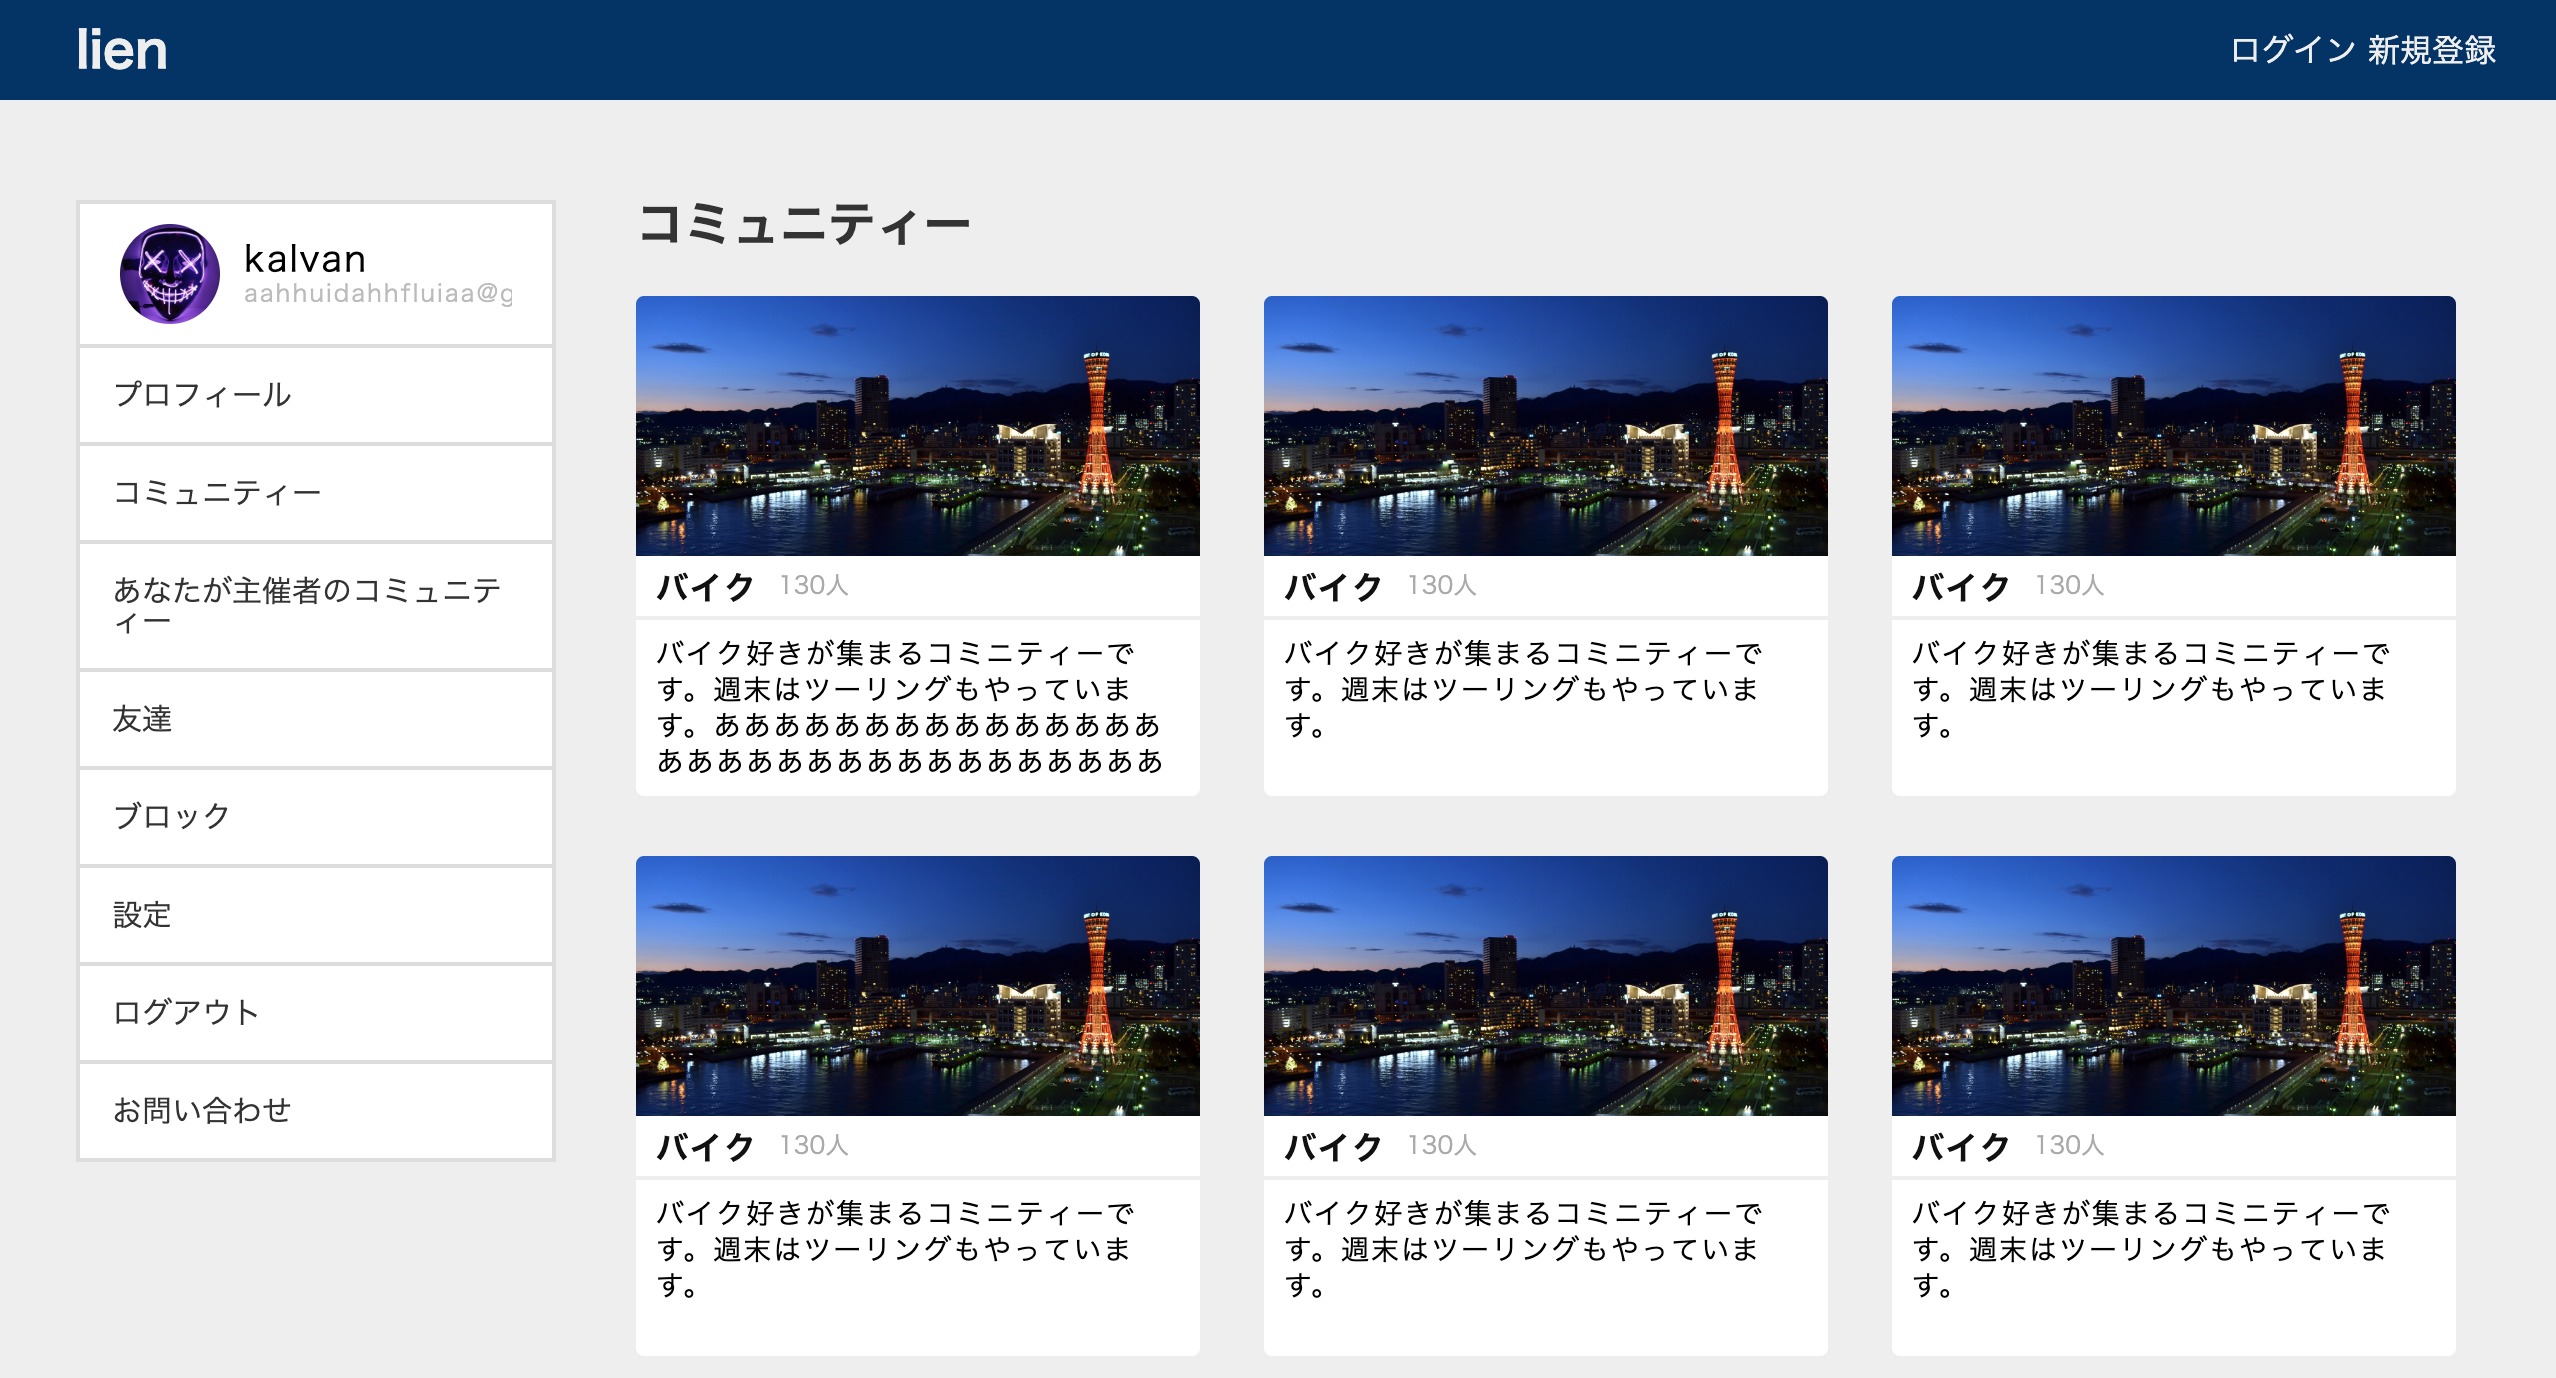 lien
ログイン 新規登録
kalvan
aahhuidahhfluiaa@g
プロフィール
コミュニティー
あなたが主催者のコミュニテ
ィー
友達
ブロック
設定
ログアウト
お問い合わせ
コミュニティー
バイク 130人
バイク好きが集まるコミニティーで
す。週末はツーリングもやっていま
す。あああああああああああああああ
あああああああああああああああああ
バイク 130人
バイク好きが集まるコミニティーで
す。週末はツーリングもやっていま
す。
バイク 130人
バイク好きが集まるコミニティーで
す。週末はツーリングもやっていま
す。
バイク 130人
バイク好きが集まるコミニティーで
す。週末はツーリングもやっていま
す。
バイク 130人
バイク好きが集まるコミニティーで
す。週末はツーリングもやっていま
す。
バイク 130人
バイク好きが集まるコミニティーで
す。週末はツーリングもやっていま
す。